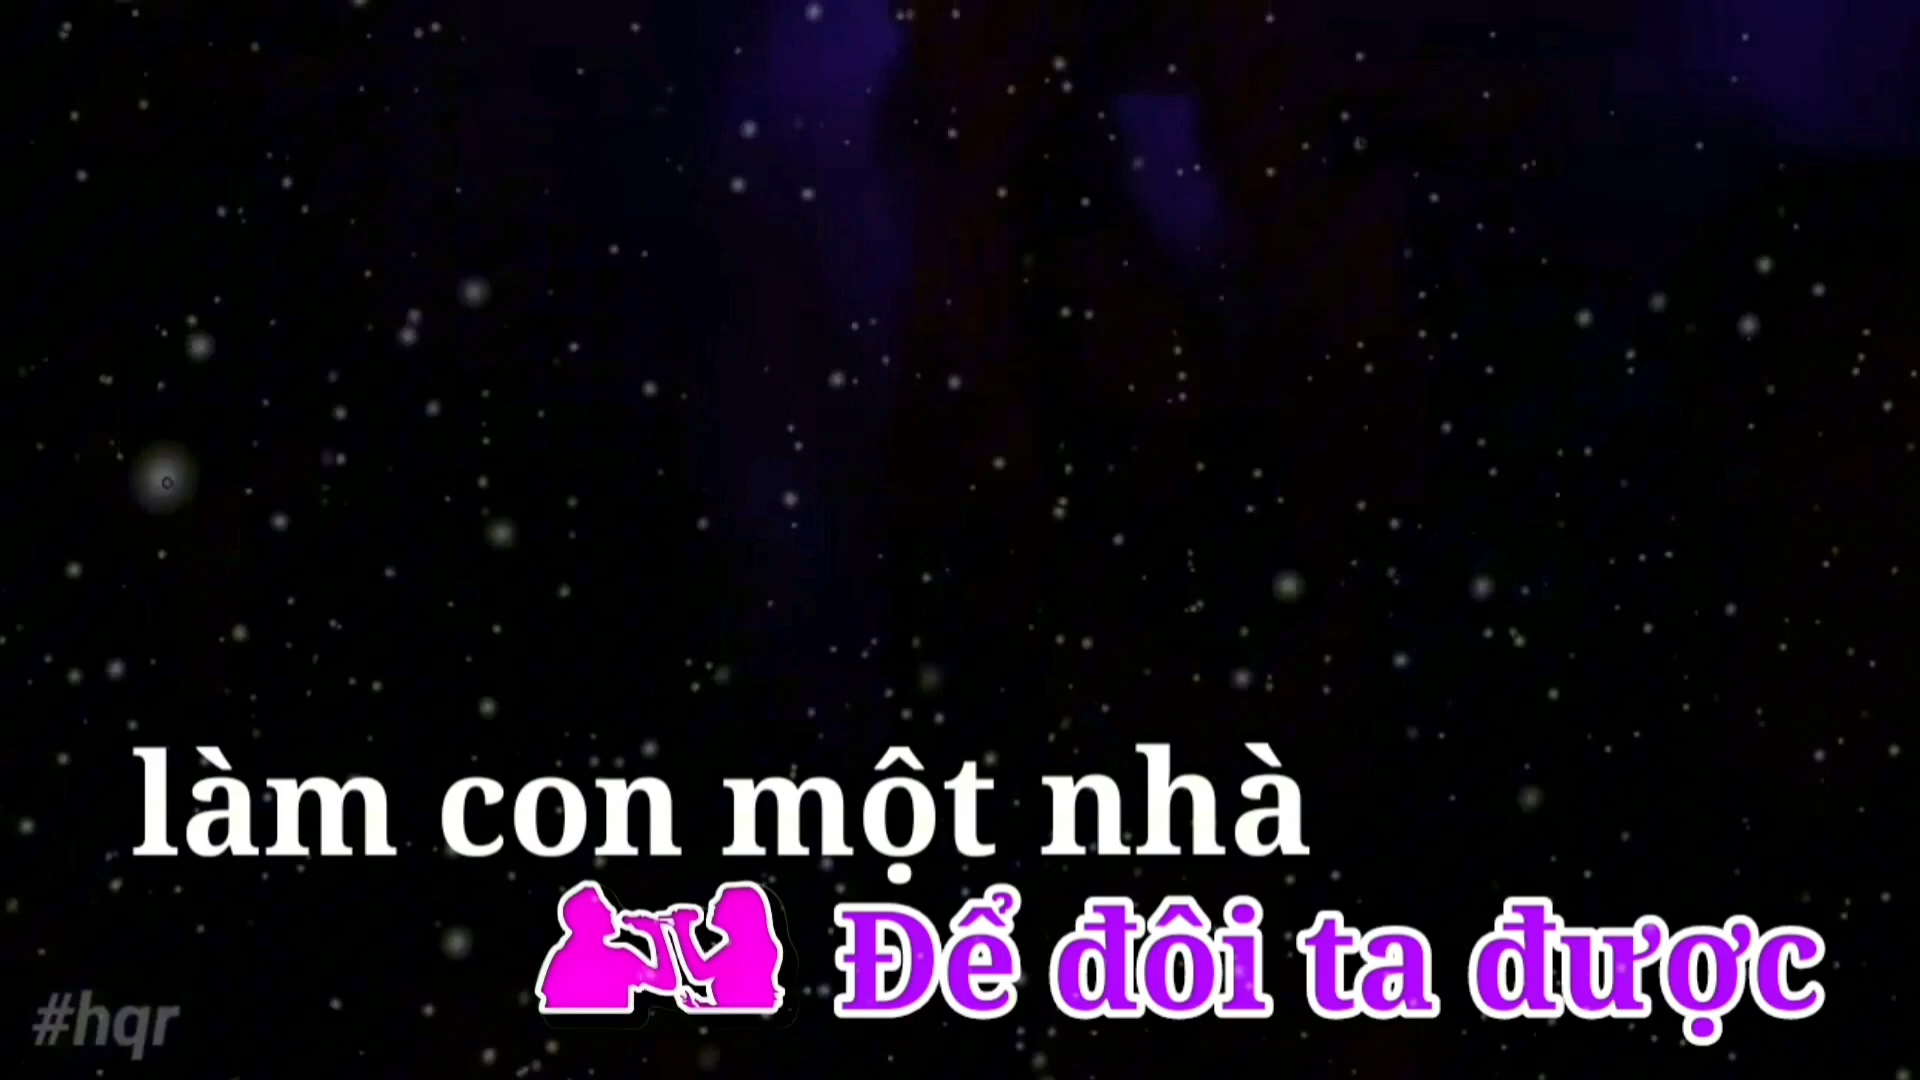 làm con một nhà
Để đôi ta được
#hqr